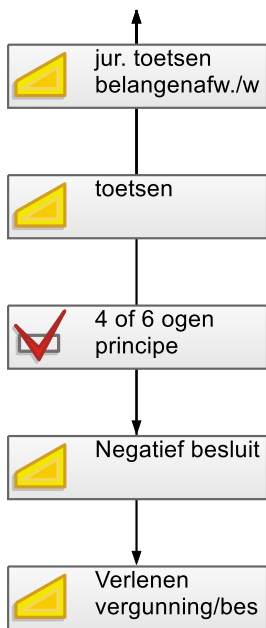 jur. toetsen
belangenafw./w
toetsen
4 of 6 ogen
principe
Negatief besluit
Verlenen
vergunning/bes